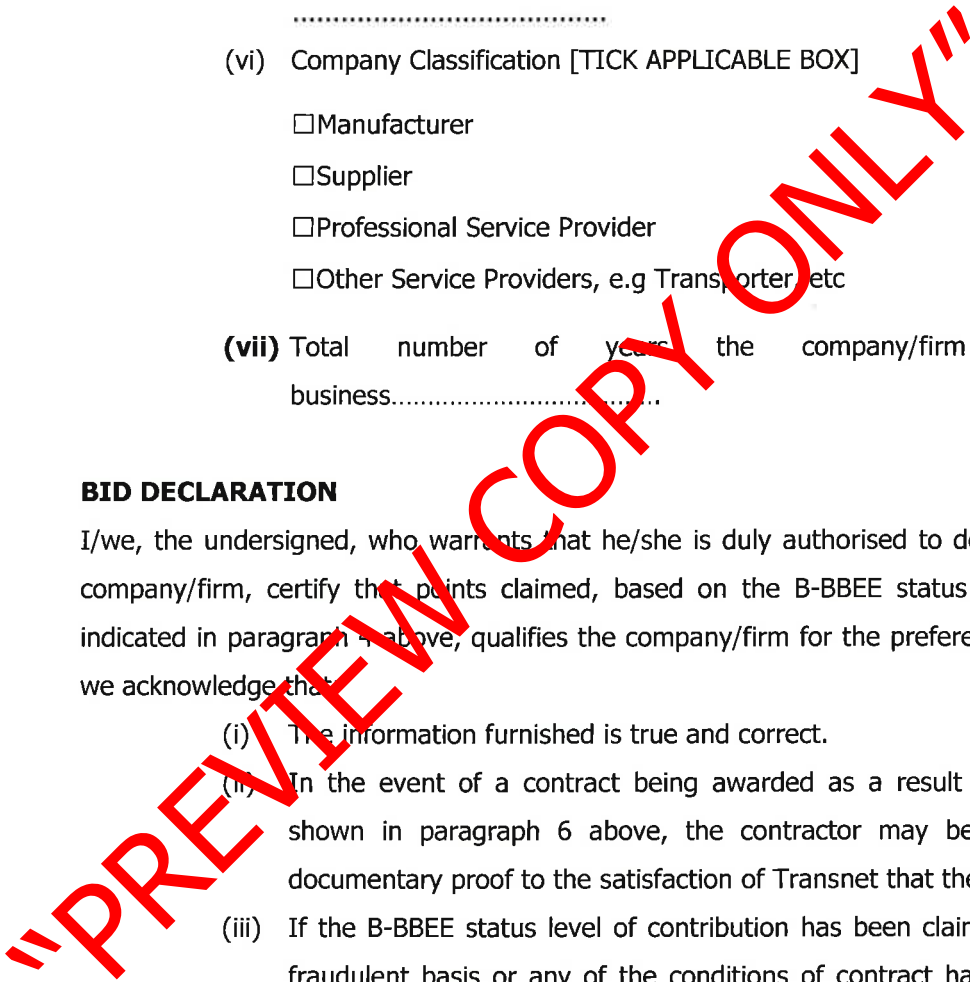 ........................................
(vi) Company Classification [TICK APPLICABLE BOX]
☐Manufacturer
☐Supplier
☐Professional Service Provider
☐Other Service Providers, e.g Transporter, etc
(vii) Total number of years the company/firm
business....................................
BID DECLARATION
I/we, the undersigned, who warrants that he/she is duly authorised to
company/firm, certify that points claimed, based on the B-BBEE status
indicated in paragraph 4 above, qualifies the company/firm for the
we acknowledge that:
(i) The information furnished is true and correct.
(ii) In the event of a contract being awarded as a result
shown in paragraph 6 above, the contractor may be
documentary proof to the satisfaction of Transnet that the
(iii) If the B-BBEE status level of contribution has been
fraudulent basis or any of the conditions of contract
"PREVIEW COPY ONLY"